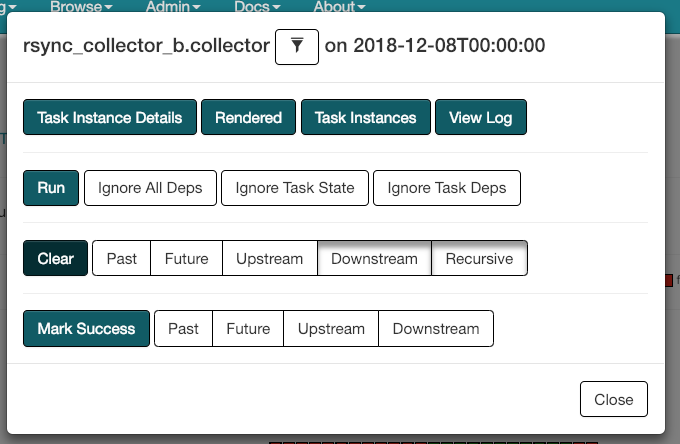 g Browse Admin Docs About
rsync_collector_b.collector on 2018-12-08T00:00:00
Task Instance Details Rendered Task Instances View Log
Run Ignore All Deps Ignore Task State Ignore Task Deps
Clear Past Future Upstream Downstream Recursive
Mark Success Past Future Upstream Downstream
Close